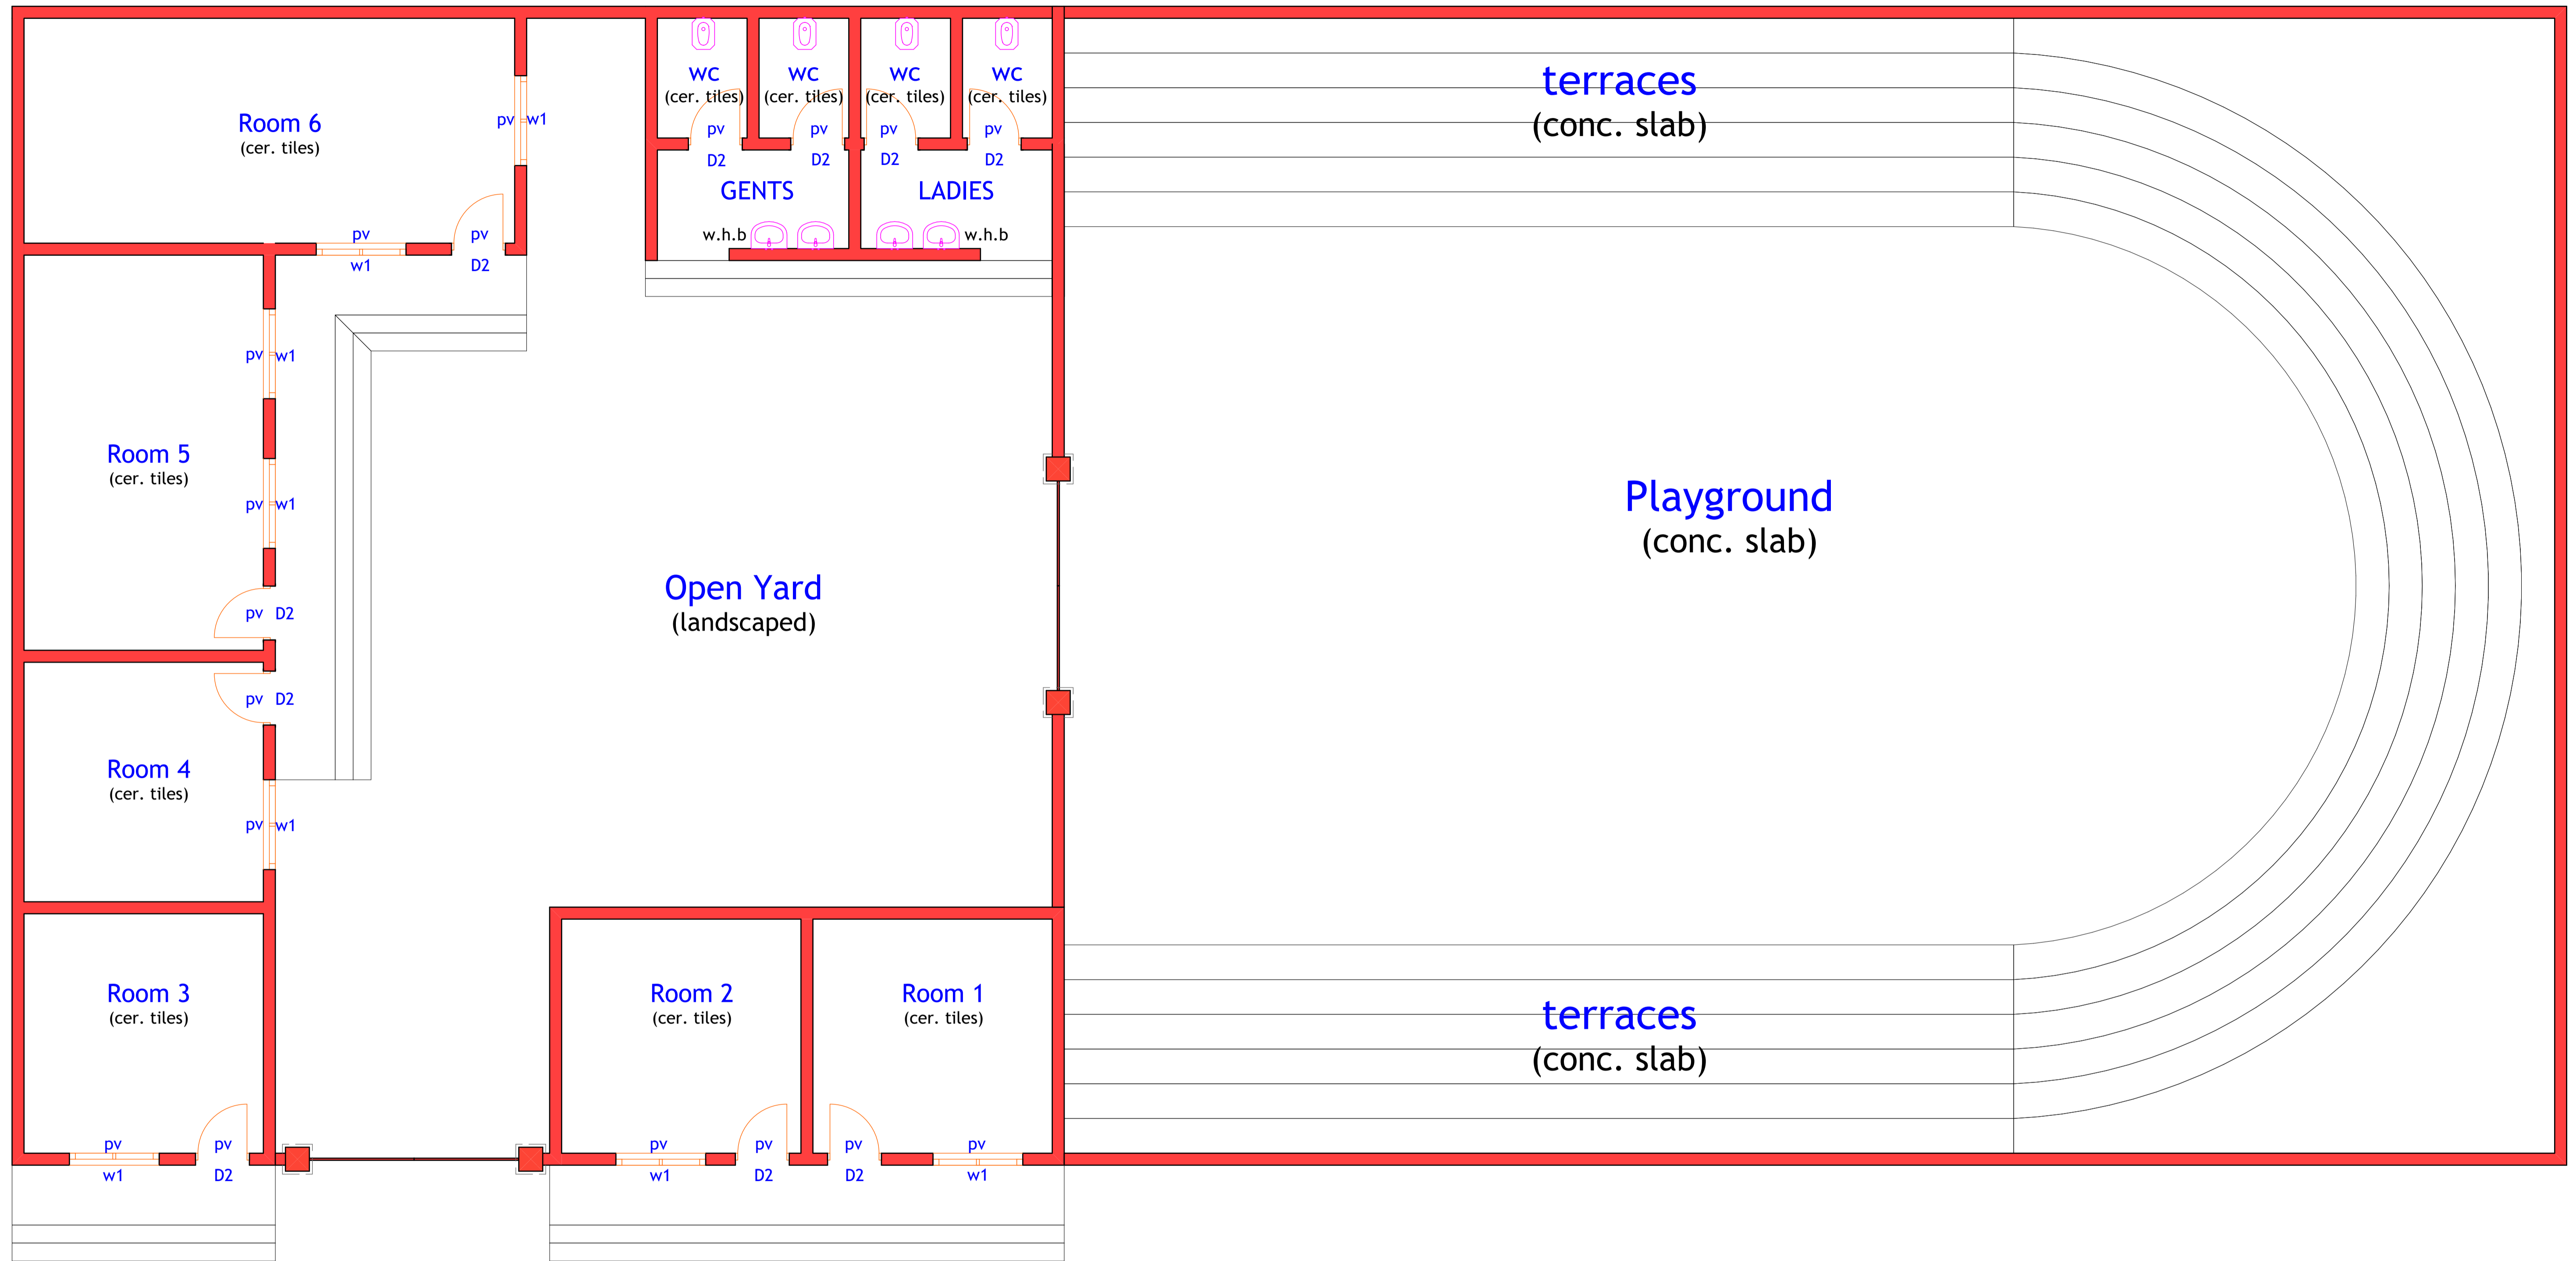 WC
(cer. tiles)
pv
D2
WC
(cer. tiles)
pv
D2
WC
(cer. tiles)
pv
D2
WC
(cer. tiles)
pv
D2
GENTS
LADIES
w.h.b
w.h.b
terraces
(conc. slab)
Room 6
(cer. tiles)
pv w1
pv
w1
pv
D2
pv w1
Room 5
(cer. tiles)
pv w1
pv D2
pv D2
Room 4
(cer. tiles)
pv w1
Open Yard
(landscaped)
Playground
(conc. slab)
Room 3
(cer. tiles)
pv
w1
pv
D2
Room 2
(cer. tiles)
pv
w1
pv
D2
Room 1
(cer. tiles)
pv
D2
pv
w1
terraces
(conc. slab)